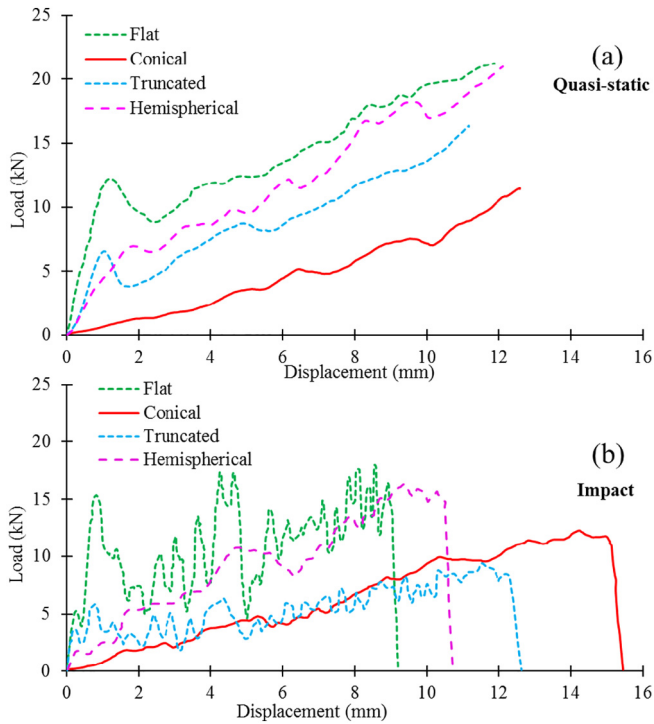 25
20
15
10
5
0
Load (kN)
Flat
Conical
Truncated
Hemispherical
(a)
Quasi-static
0 2 4 6 8 10 12 14 16
Displacement (mm)
25
20
15
10
5
0
Load (kN)
Flat
Conical
Truncated
Hemispherical
(b)
Impact
0 2 4 6 8 10 12 14 16
Displacement (mm)